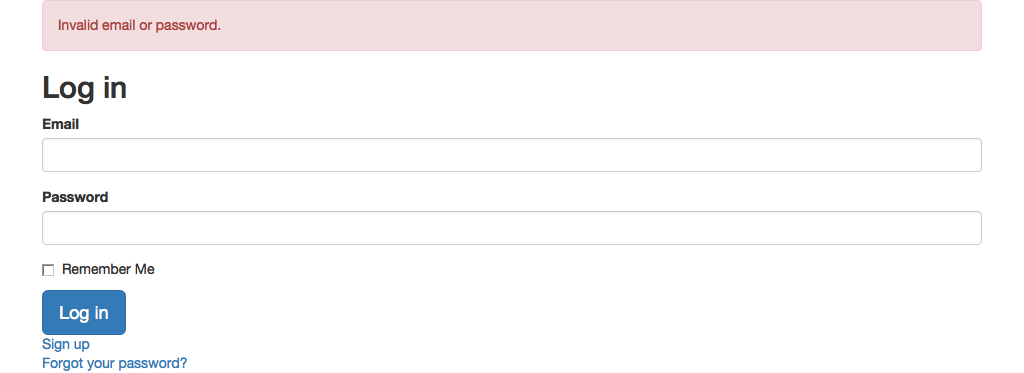 Invalid email or password.
Log in
Email
Password
Remember Me
Log in
Sign up
Forgot your password?